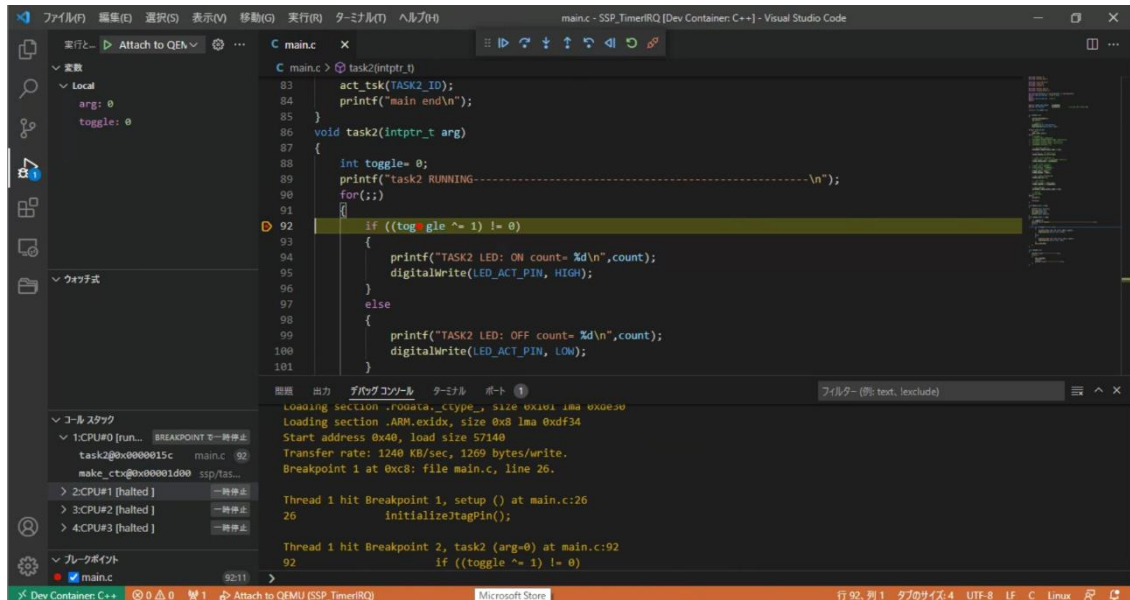 ファイル(F) 編集(E) 選択(S) 表示(V) 移動(G) 実行(R) ターミナル(T) ヘルプ(H) main.c - SSP_TimerIRQ [Dev Container: C++] - Visual Studio Code
実行と... Attach to QEN
変数
Local
arg: 0
toggle: 0
ウォッチ式
コール スタック
1:CPU#0 [run... BREAKPOINT で一時停止
task2@0x0000015c main.c 92
make_ctx@0x00001d00 ssp/tas...
2:CPU#1 [halted ] 一時停止
3:CPU#2 [halted ] 一時停止
4:CPU#3 [halted ] 一時停止
ブレークポイント
main.c 92:11
C main.c
C main.c > task2(intptr_t)
83 act_tsk(TASK2_ID);
84 printf("main end\n");
85 }
86 void task2(intptr_t arg)
87 {
88 int toggle= 0;
89 printf("task2 RUNNING--------------------------------------------------\n");
90 for(;;)
91 {
92 if ((toggle ^= 1) != 0)
93 {
94 printf("TASK2 LED: ON count= %d\n",count);
95 digitalWrite(LED_ACT_PIN, HIGH);
96 }
97 else
98 {
99 printf("TASK2 LED: OFF count= %d\n",count);
100 digitalWrite(LED_ACT_PIN, LOW);
101 }
問題 出力 デバッグ コンソール ターミナル ポート 1 フィルター (例: text, !exclude)
Loading section .rodata._ctype_, size 0x101 lma 0xde30
Loading section .ARM.exidx, size 0x8 lma 0xdf34
Start address 0x40, load size 57140
Transfer rate: 1240 KB/sec, 1269 bytes/write.
Breakpoint 1 at 0xc8: file main.c, line 26.
Thread 1 hit Breakpoint 1, setup () at main.c:26
26 initializeJtagPin();
Thread 1 hit Breakpoint 2, task2 (arg=0) at main.c:92
92 if ((toggle ^= 1) != 0)
Dev Container: C++ 0 0 1 Attach to QEMU (SSP_TimerIRQ) Microsoft Store 行 92、列 1 タブのサイズ: 4 UTF-8 LF C Linux